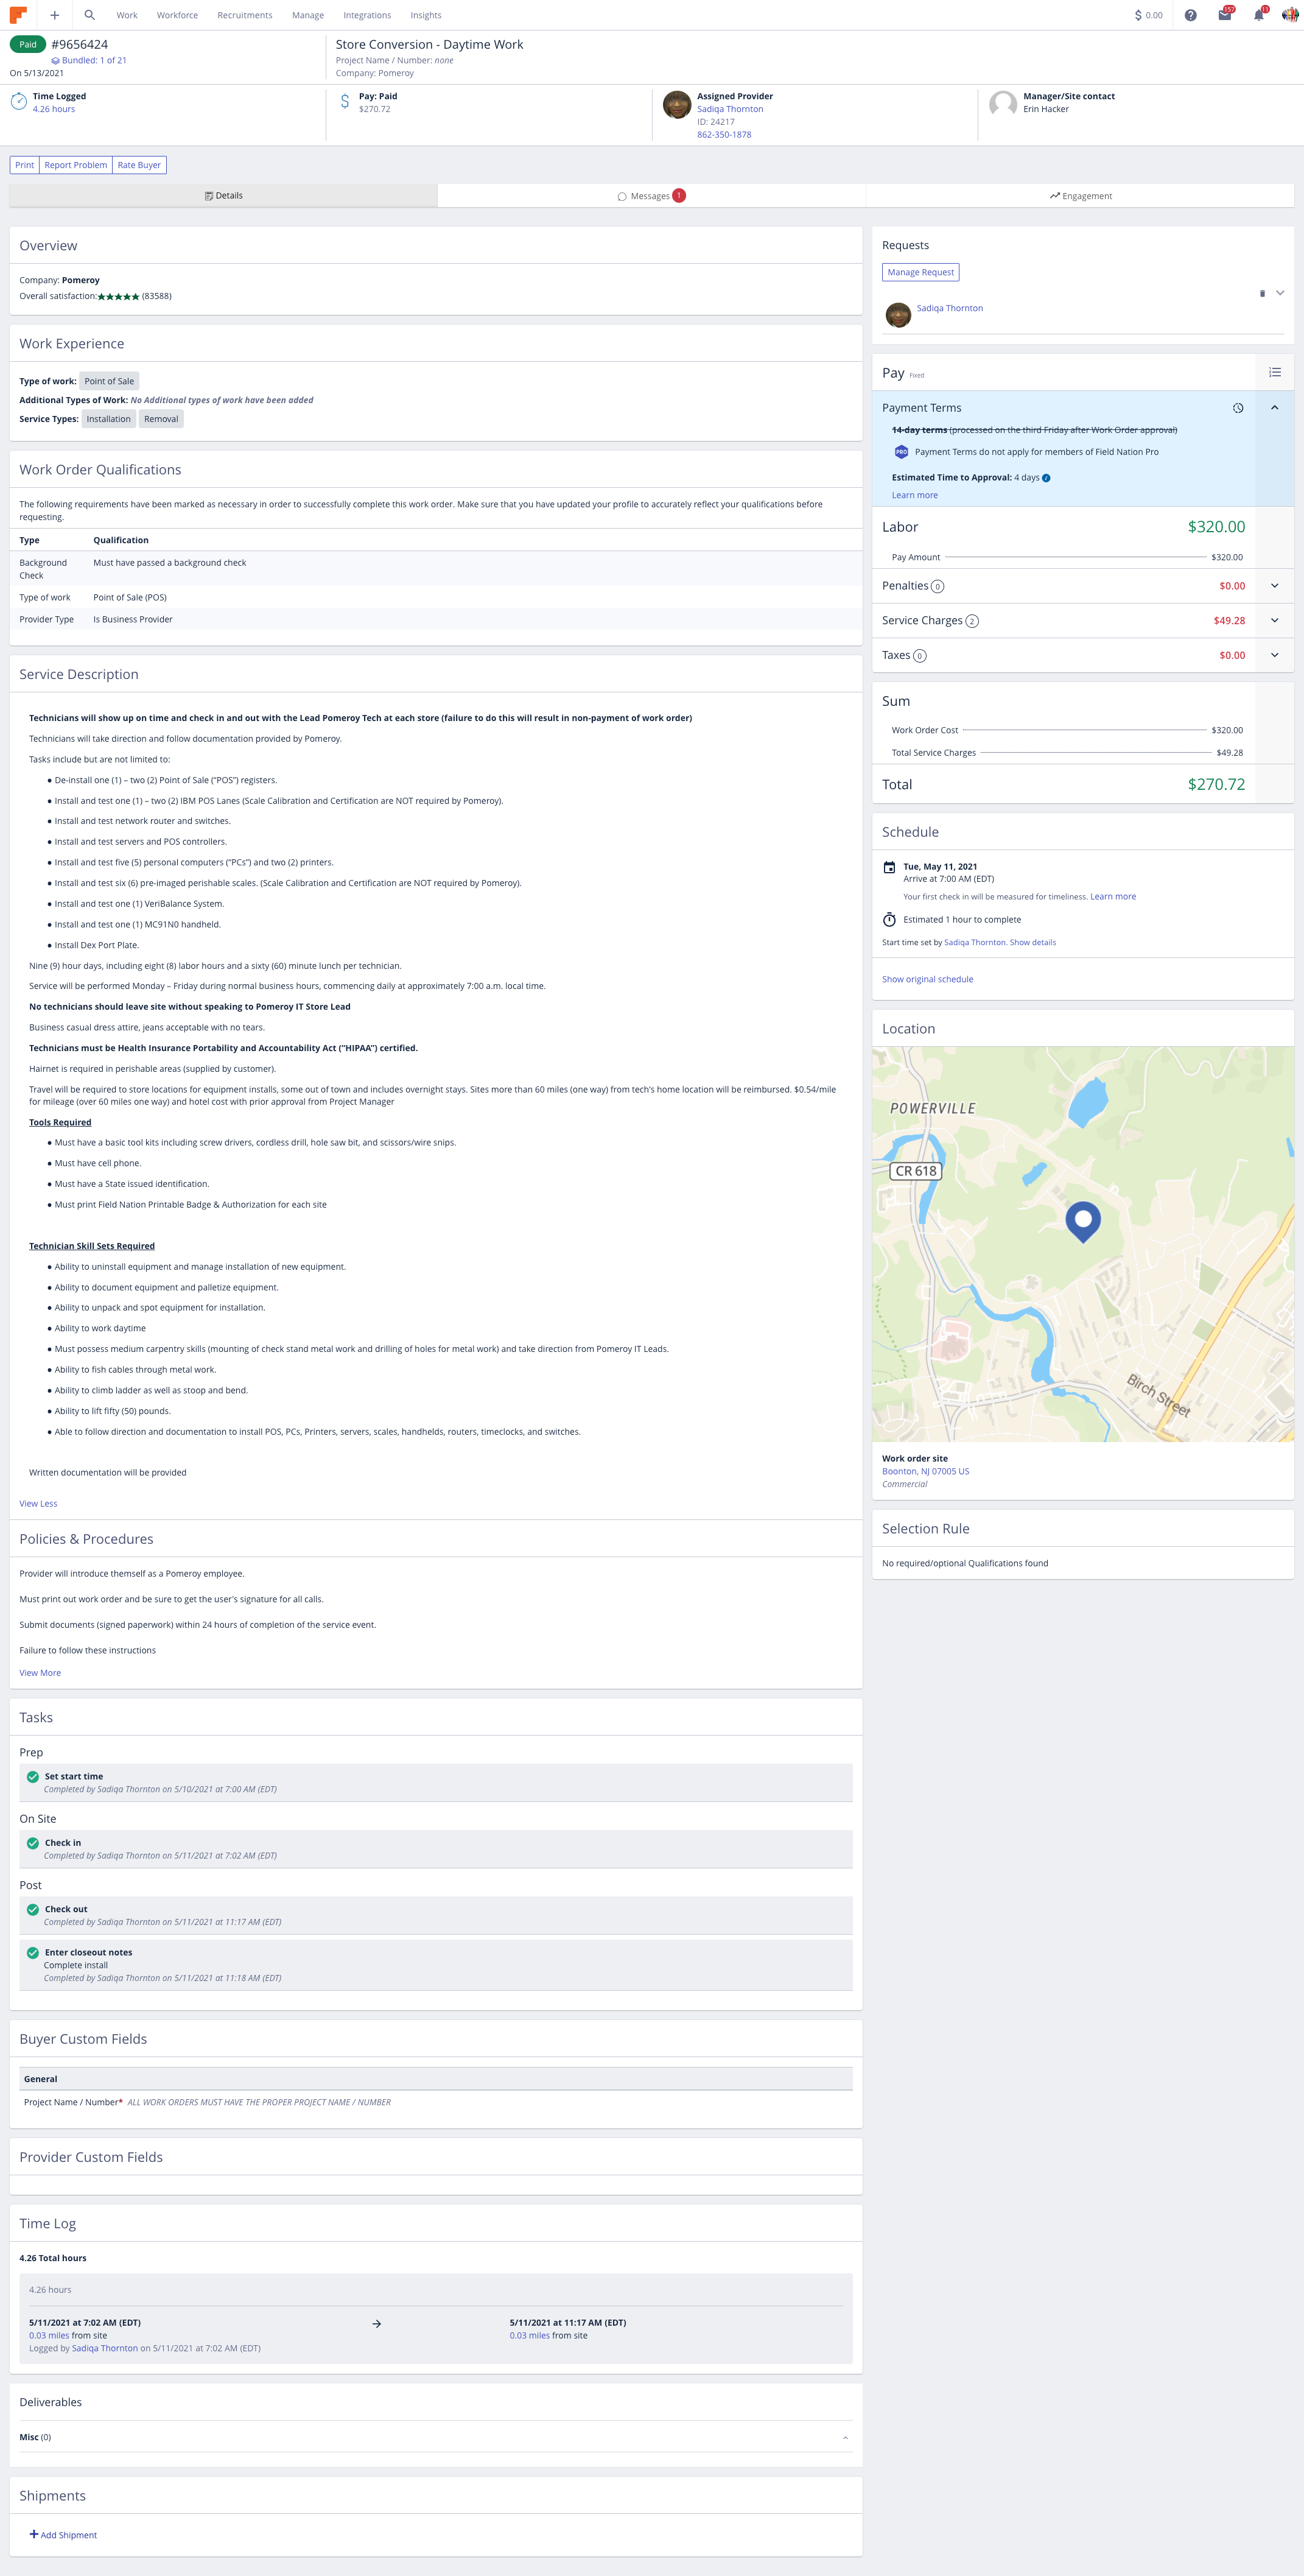 Work Workforce Recruitments Manage Integrations Insights
0.00
157
11
Paid #9656424
Bundled: 1 of 21
On 5/13/2021
Store Conversion - Daytime Work
Project Name / Number: none
Company: Pomeroy
Time Logged
4.26 hours
Pay: Paid
$270.72
Assigned Provider
Sadiqa Thornton
ID: 24217
862-350-1878
Manager/Site contact
Erin Hacker
Print Report Problem Rate Buyer
Details
Messages 1
Engagement
Overview
Company: Pomeroy
Overall satisfaction:★★★★★ (83588)
Work Experience
Type of work: Point of Sale
Additional Types of Work: No Additional types of work have been added
Service Types: Installation Removal
Work Order Qualifications
The following requirements have been marked as necessary in order to successfully complete this work order. Make sure that you have updated your profile to accurately reflect your qualifications before
requesting.
Type Qualification
Background
Check
Must have passed a background check
Type of work Point of Sale (POS)
Provider Type Is Business Provider
Service Description
Technicians will show up on time and check in and out with the Lead Pomeroy Tech at each store (failure to do this will result in non-payment of work order)
Technicians will take direction and follow documentation provided by Pomeroy.
Tasks include but are not limited to:
● De-install one (1) – two (2) Point of Sale (“POS”) registers.
● Install and test one (1) – two (2) IBM POS Lanes (Scale Calibration and Certification are NOT required by Pomeroy).
● Install and test network router and switches.
● Install and test servers and POS controllers.
● Install and test five (5) personal computers (“PCs”) and two (2) printers.
● Install and test six (6) pre-imaged perishable scales. (Scale Calibration and Certification are NOT required by Pomeroy).
● Install and test one (1) VeriBalance System.
● Install and test one (1) MC91N0 handheld.
● Install Dex Port Plate.
Nine (9) hour days, including eight (8) labor hours and a sixty (60) minute lunch per technician.
Service will be performed Monday – Friday during normal business hours, commencing daily at approximately 7:00 a.m. local time.
No technicians should leave site without speaking to Pomeroy IT Store Lead
Business casual dress attire, jeans acceptable with no tears.
Technicians must be Health Insurance Portability and Accountability Act (“HIPAA”) certified.
Hairnet is required in perishable areas (supplied by customer).
Travel will be required to store locations for equipment installs, some out of town and includes overnight stays. Sites more than 60 miles (one way) from tech's home location will be reimbursed. $0.54/mile
for mileage (over 60 miles one way) and hotel cost with prior approval from Project Manager
Tools Required
● Must have a basic tool kits including screw drivers, cordless drill, hole saw bit, and scissors/wire snips.
● Must have cell phone.
● Must have a State issued identification.
● Must print Field Nation Printable Badge & Authorization for each site
Technician Skill Sets Required
● Ability to uninstall equipment and manage installation of new equipment.
● Ability to document equipment and palletize equipment.
● Ability to unpack and spot equipment for installation.
● Ability to work daytime
● Must possess medium carpentry skills (mounting of check stand metal work and drilling of holes for metal work) and take direction from Pomeroy IT Leads.
● Ability to fish cables through metal work.
● Ability to climb ladder as well as stoop and bend.
● Ability to lift fifty (50) pounds.
● Able to follow direction and documentation to install POS, PCs, Printers, servers, scales, handhelds, routers, timeclocks, and switches.
Written documentation will be provided
View Less
Policies & Procedures
Provider will introduce themself as a Pomeroy employee.
Must print out work order and be sure to get the user's signature for all calls.
Submit documents (signed paperwork) within 24 hours of completion of the service event.
Failure to follow these instructions
View More
Tasks
Prep
Set start time
Completed by Sadiqa Thornton on 5/10/2021 at 7:00 AM (EDT)
On Site
Check in
Completed by Sadiqa Thornton on 5/11/2021 at 7:02 AM (EDT)
Post
Check out
Completed by Sadiqa Thornton on 5/11/2021 at 11:17 AM (EDT)
Enter closeout notes
Complete install
Completed by Sadiqa Thornton on 5/11/2021 at 11:18 AM (EDT)
Buyer Custom Fields
General
Project Name / Number* ALL WORK ORDERS MUST HAVE THE PROPER PROJECT NAME / NUMBER
Provider Custom Fields
Time Log
4.26 Total hours
4.26 hours
5/11/2021 at 7:02 AM (EDT)
0.03 miles from site
Logged by Sadiqa Thornton on 5/11/2021 at 7:02 AM (EDT)
5/11/2021 at 11:17 AM (EDT)
0.03 miles from site
Deliverables
Misc (0)
Shipments
Add Shipment
Requests
Manage Request
Sadiqa Thornton
Pay Fixed
Payment Terms
14-day terms (processed on the third Friday after Work Order approval)
PRO Payment Terms do not apply for members of Field Nation Pro
Estimated Time to Approval: 4 days
Learn more
Labor $320.00
Pay Amount $320.00
Penalties 0 $0.00
Service Charges 2 $49.28
Taxes 0 $0.00
Sum
Work Order Cost $320.00
Total Service Charges $49.28
Total $270.72
Schedule
Tue, May 11, 2021
Arrive at 7:00 AM (EDT)
Your first check in will be measured for timeliness. Learn more
Estimated 1 hour to complete
Start time set by Sadiqa Thornton. Show details
Show original schedule
Location
POWERVILLE
CR 618
Birch Street
Work order site
Boonton, NJ 07005 US
Commercial
Selection Rule
No required/optional Qualifications found